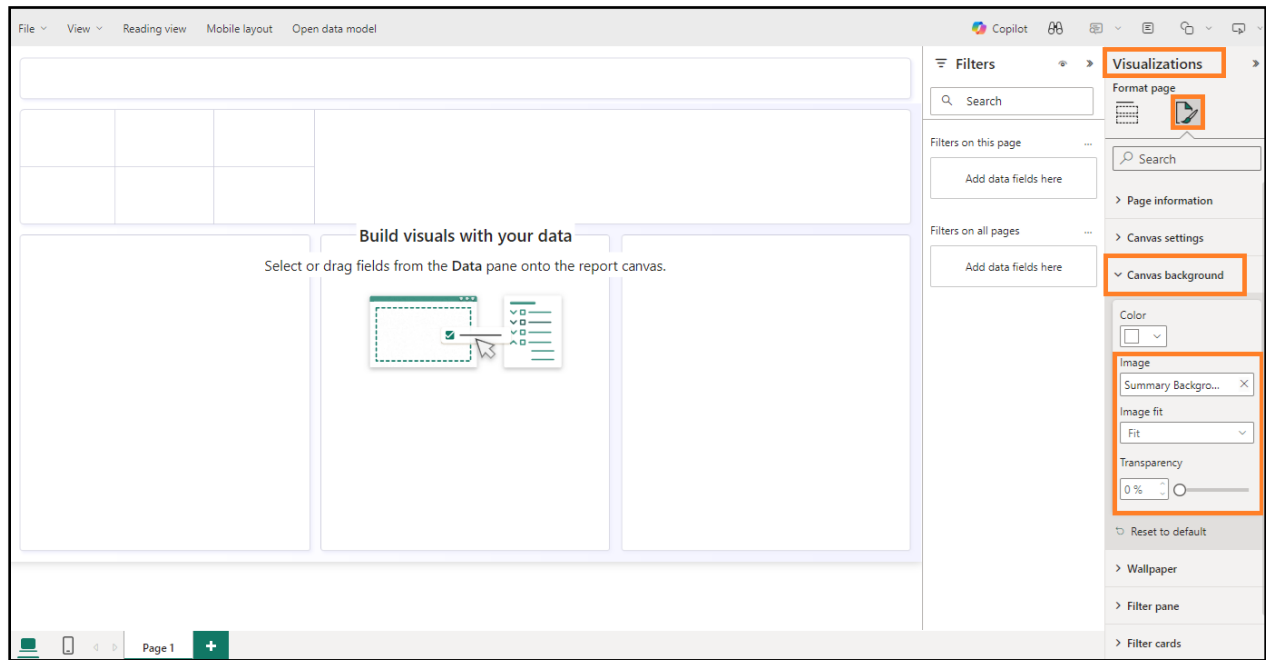 File View Reading view Mobile layout Open data model Copilot
Filters
Search
Filters on this page
...
Add data fields here
Filters on all pages
...
Add data fields here
Visualizations
Format page
Search
Page information
Canvas settings
Canvas background
Color
Image
Summary Backgro...
Image fit
Fit
Transparency
0 %
Reset to default
Wallpaper
Filter pane
Filter cards
Build visuals with your data
Select or drag fields from the Data pane onto the report canvas.
Page 1